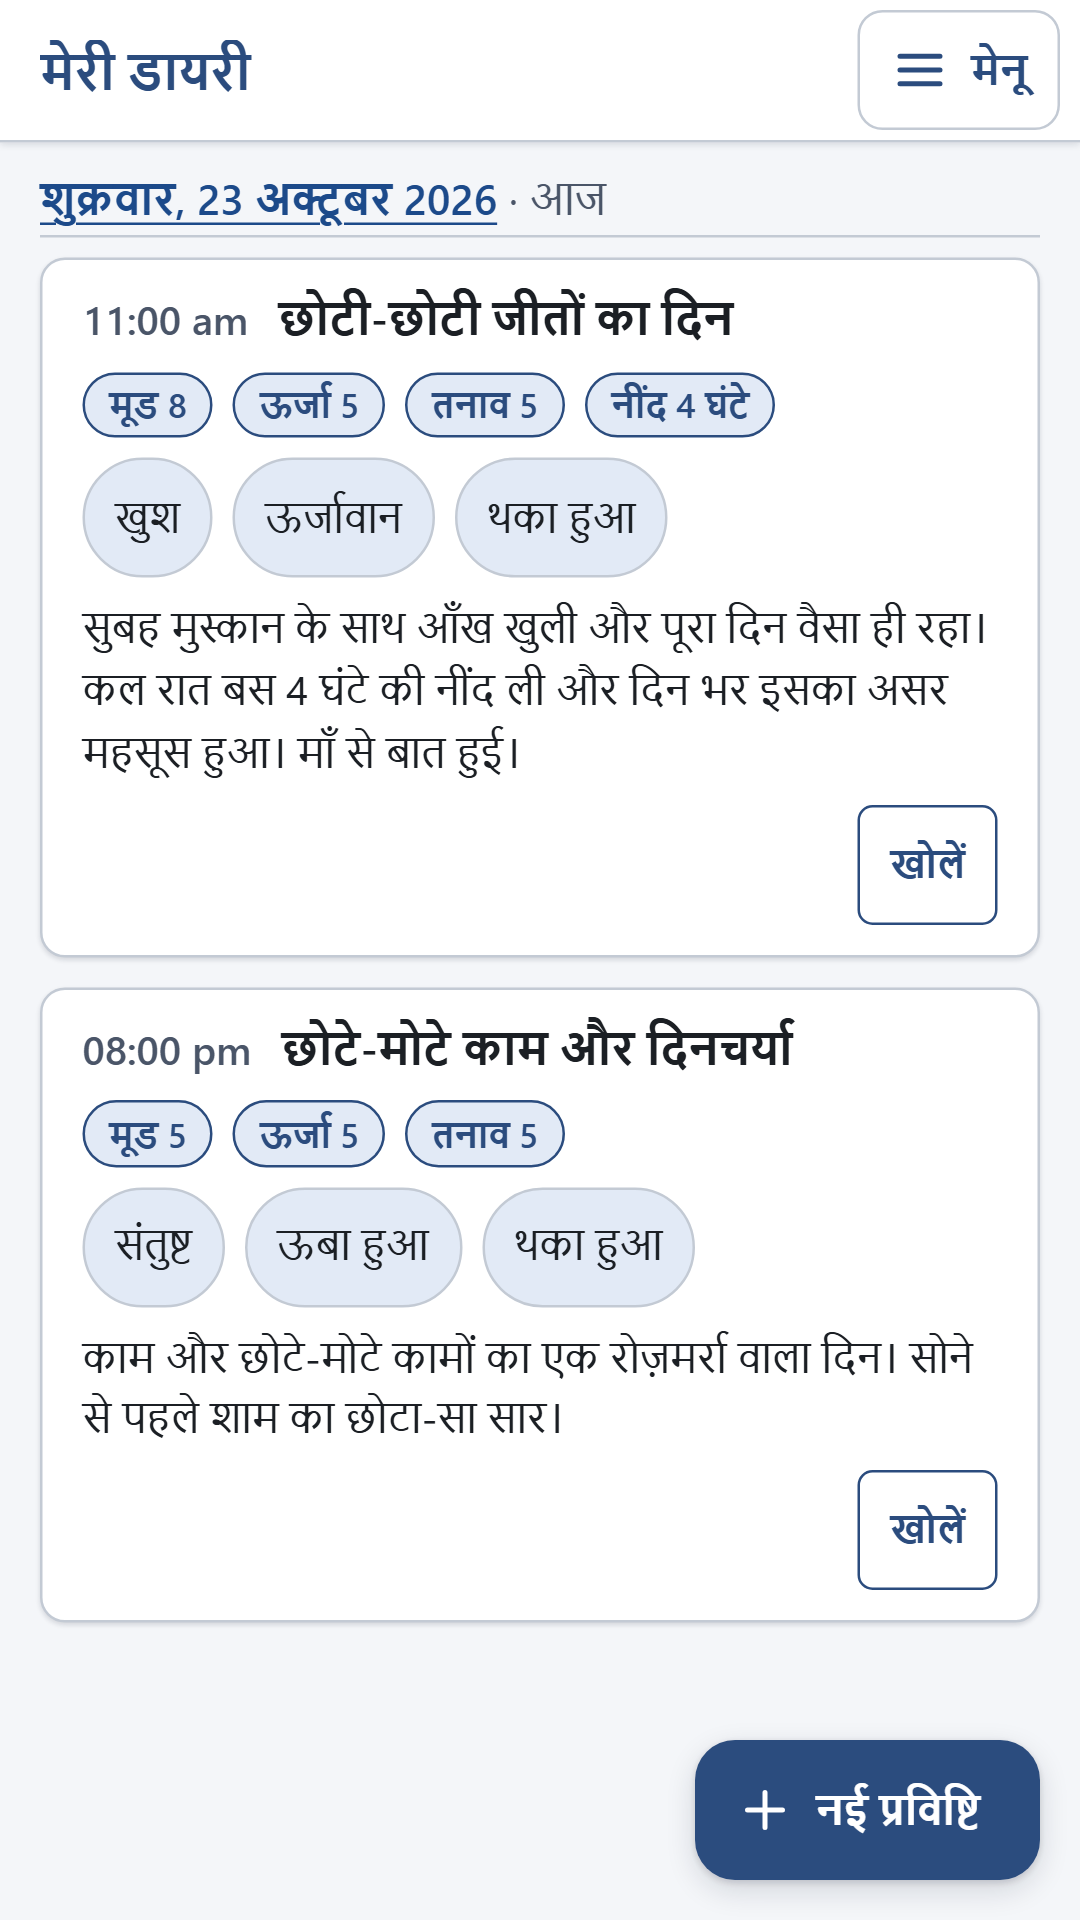 मेरी डायरी
मेनू
शुक्रवार, 23 अक्टूबर 2026 · आज
11:00 am छोटी-छोटी जीतों का दिन
मूड 8 ऊर्जा 5 तनाव 5 नींद 4 घंटे
खुश ऊर्जावान थका हुआ
सुबह मुस्कान के साथ आँख खुली और पूरा दिन वैसा ही रहा।
कल रात बस 4 घंटे की नींद ली और दिन भर इसका असर
महसूस हुआ। माँ से बात हुई।
खोलें
08:00 pm छोटे-मोटे काम और दिनचर्या
मूड 5 ऊर्जा 5 तनाव 5
संतुष्ट ऊबा हुआ थका हुआ
काम और छोटे-मोटे कामों का एक रोज़मर्रा वाला दिन। सोने
से पहले शाम का छोटा-सा सार।
खोलें
नई प्रविष्टि